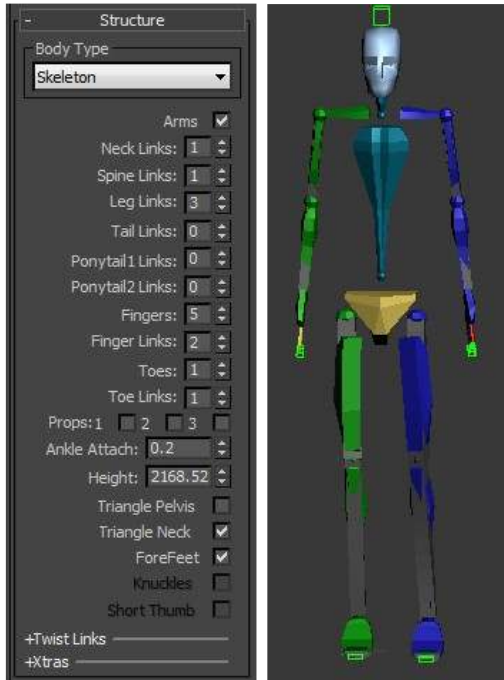 - Structure
Body Type
Skeleton
Arms
Neck Links: 1
Spine Links: 1
Leg Links: 3
Tail Links: 0
Ponytail1 Links: 0
Ponytail2 Links: 0
Fingers: 5
Finger Links: 2
Toes: 1
Toe Links: 1
Props: 1 2 3
Ankle Attach: 0.2
Height: 2168.52
Triangle Pelvis
Triangle Neck
ForeFeet
Knuckles
Short Thumb
+Twist Links
+Xtras